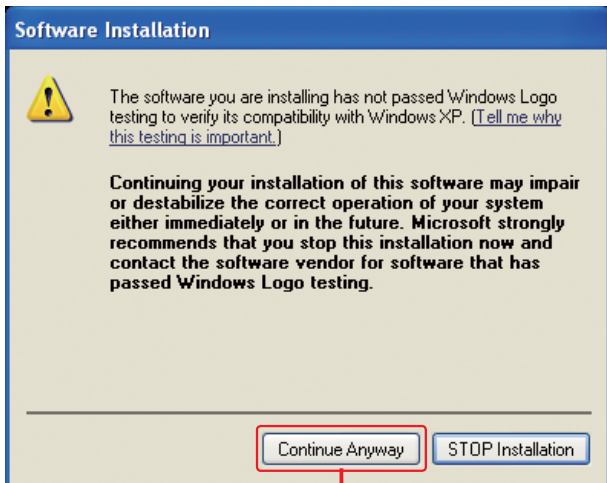 Software Installation
The software you are installing has not passed Windows Logo
testing to verify its compatibility with Windows XP. (Tell me why
this testing is important.)
Continuing your installation of this software may impair
or destabilize the correct operation of your system
either immediately or in the future. Microsoft strongly
recommends that you stop this installation now and
contact the software vendor for software that has
passed Windows Logo testing.
Continue Anyway STOP Installation